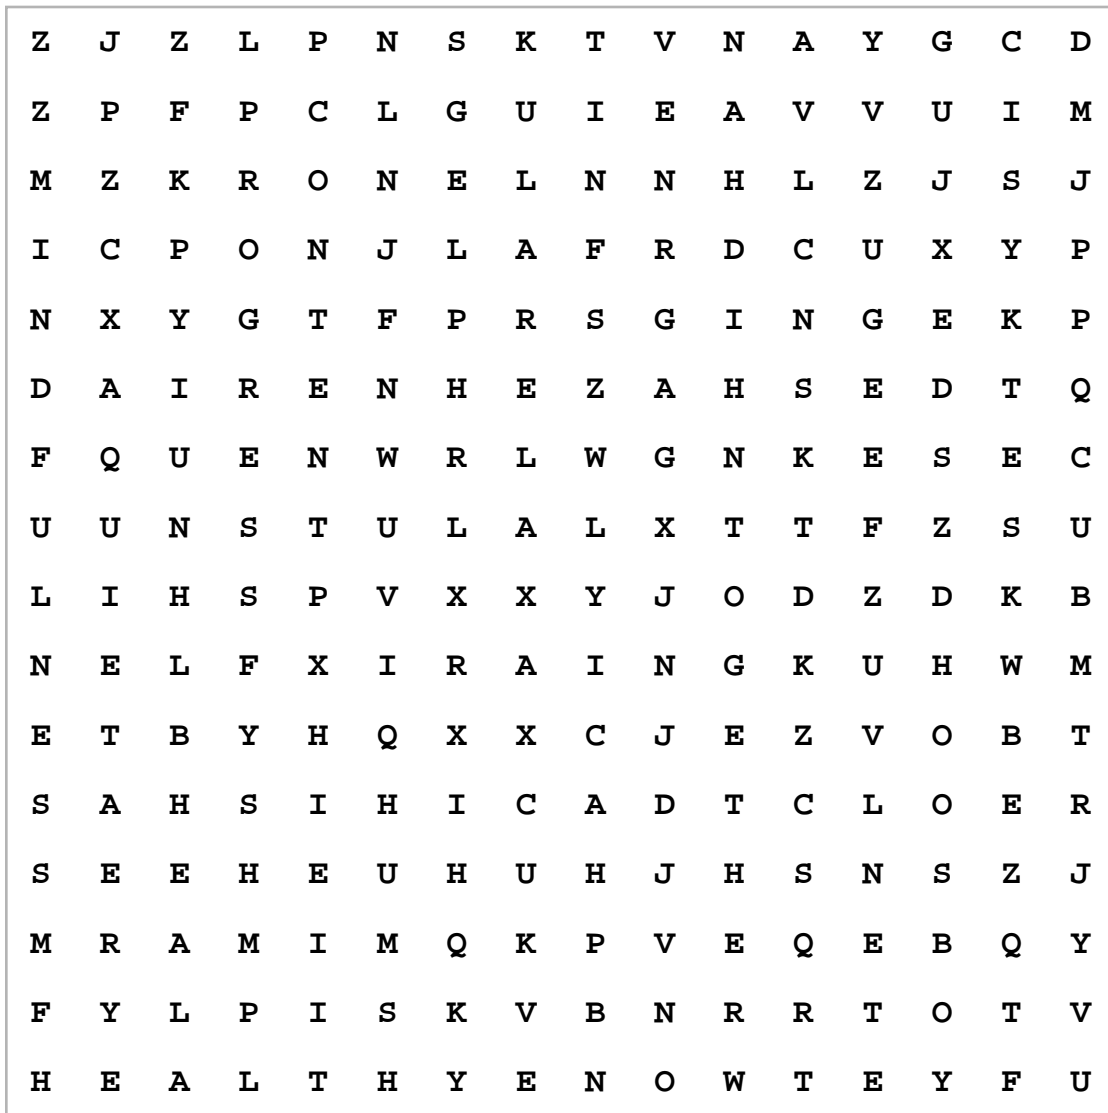 Z J Z L P N S K T V N A Y G C D
Z P F P C L G U I E A V V U I M
M Z K R O N E L N N H L Z J S J
I C P O N J L A F R D C U X Y P
N X Y G T F P R S G I N G E K P
D A I R E N H E Z A H S E D T Q
F Q U E N W R L W G N K E S E C
U U N S T U L A L X T T F Z S U
L I H S P V X X Y J O D Z D K B
N E L F X I R A I N G K U H W M
E T B Y H Q X X C J E Z V O B T
S A H S I H I C A D T C L O E R
S E E H E U H U H J H S N S Z J
M R A M I M Q K P V E Q E B Q Y
F Y L P I S K V B N R R T O T V
H E A L T H Y E N O W T E Y F U